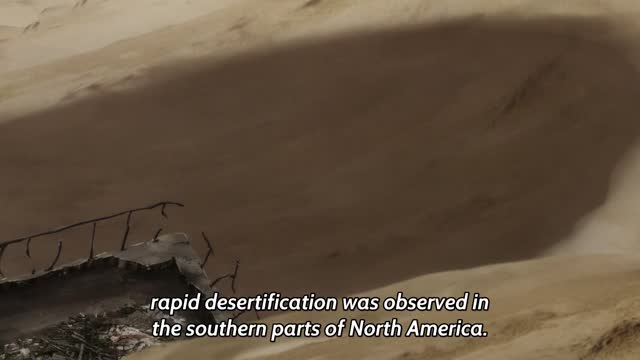 rapid desertification was observed in
the southern parts of North America.